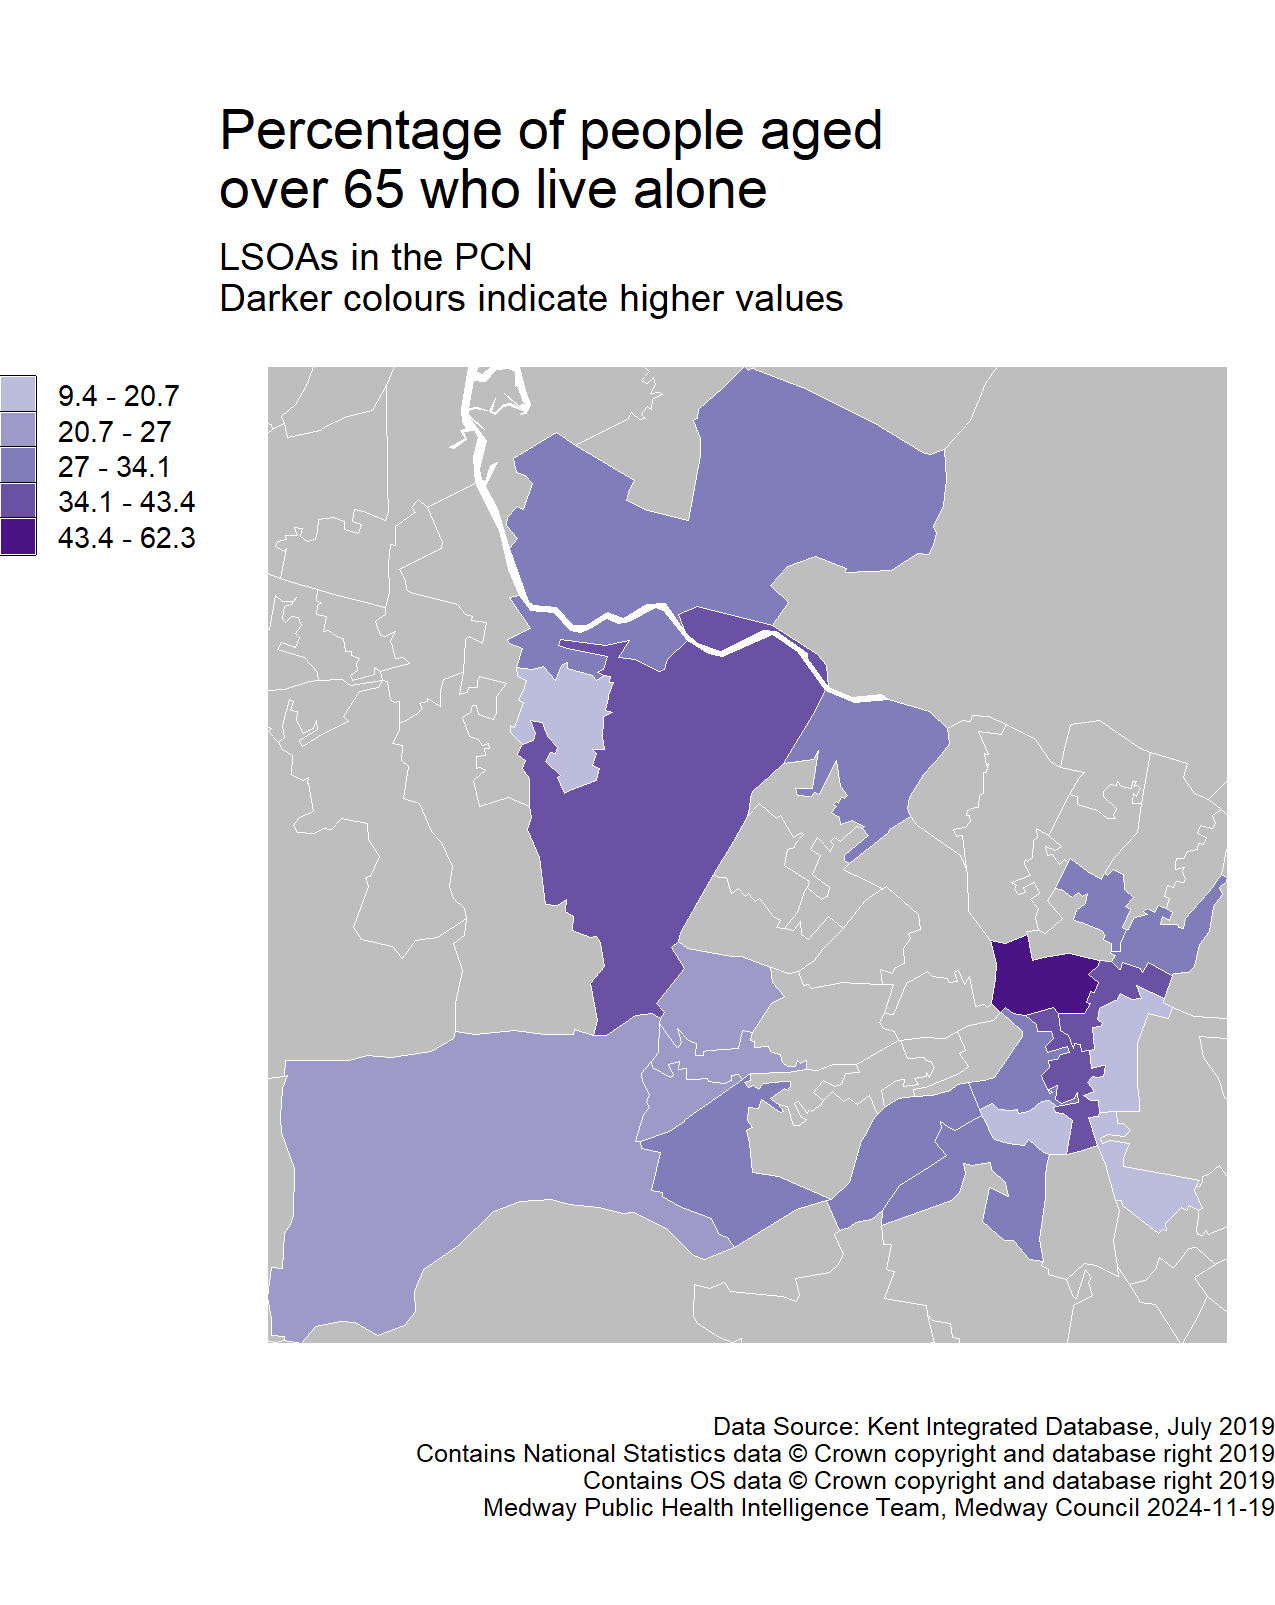 Percentage of people aged
over 65 who live alone
LSOAs in the PCN
Darker colours indicate higher values
9.4 - 20.7
20.7 - 27
27 - 34.1
34.1 - 43.4
43.4 - 62.3
Data Source: Kent Integrated Database, July 2019
Contains National Statistics data © Crown copyright and database right 2019
Contains OS data © Crown copyright and database right 2019
Medway Public Health Intelligence Team, Medway Council 2024-11-19